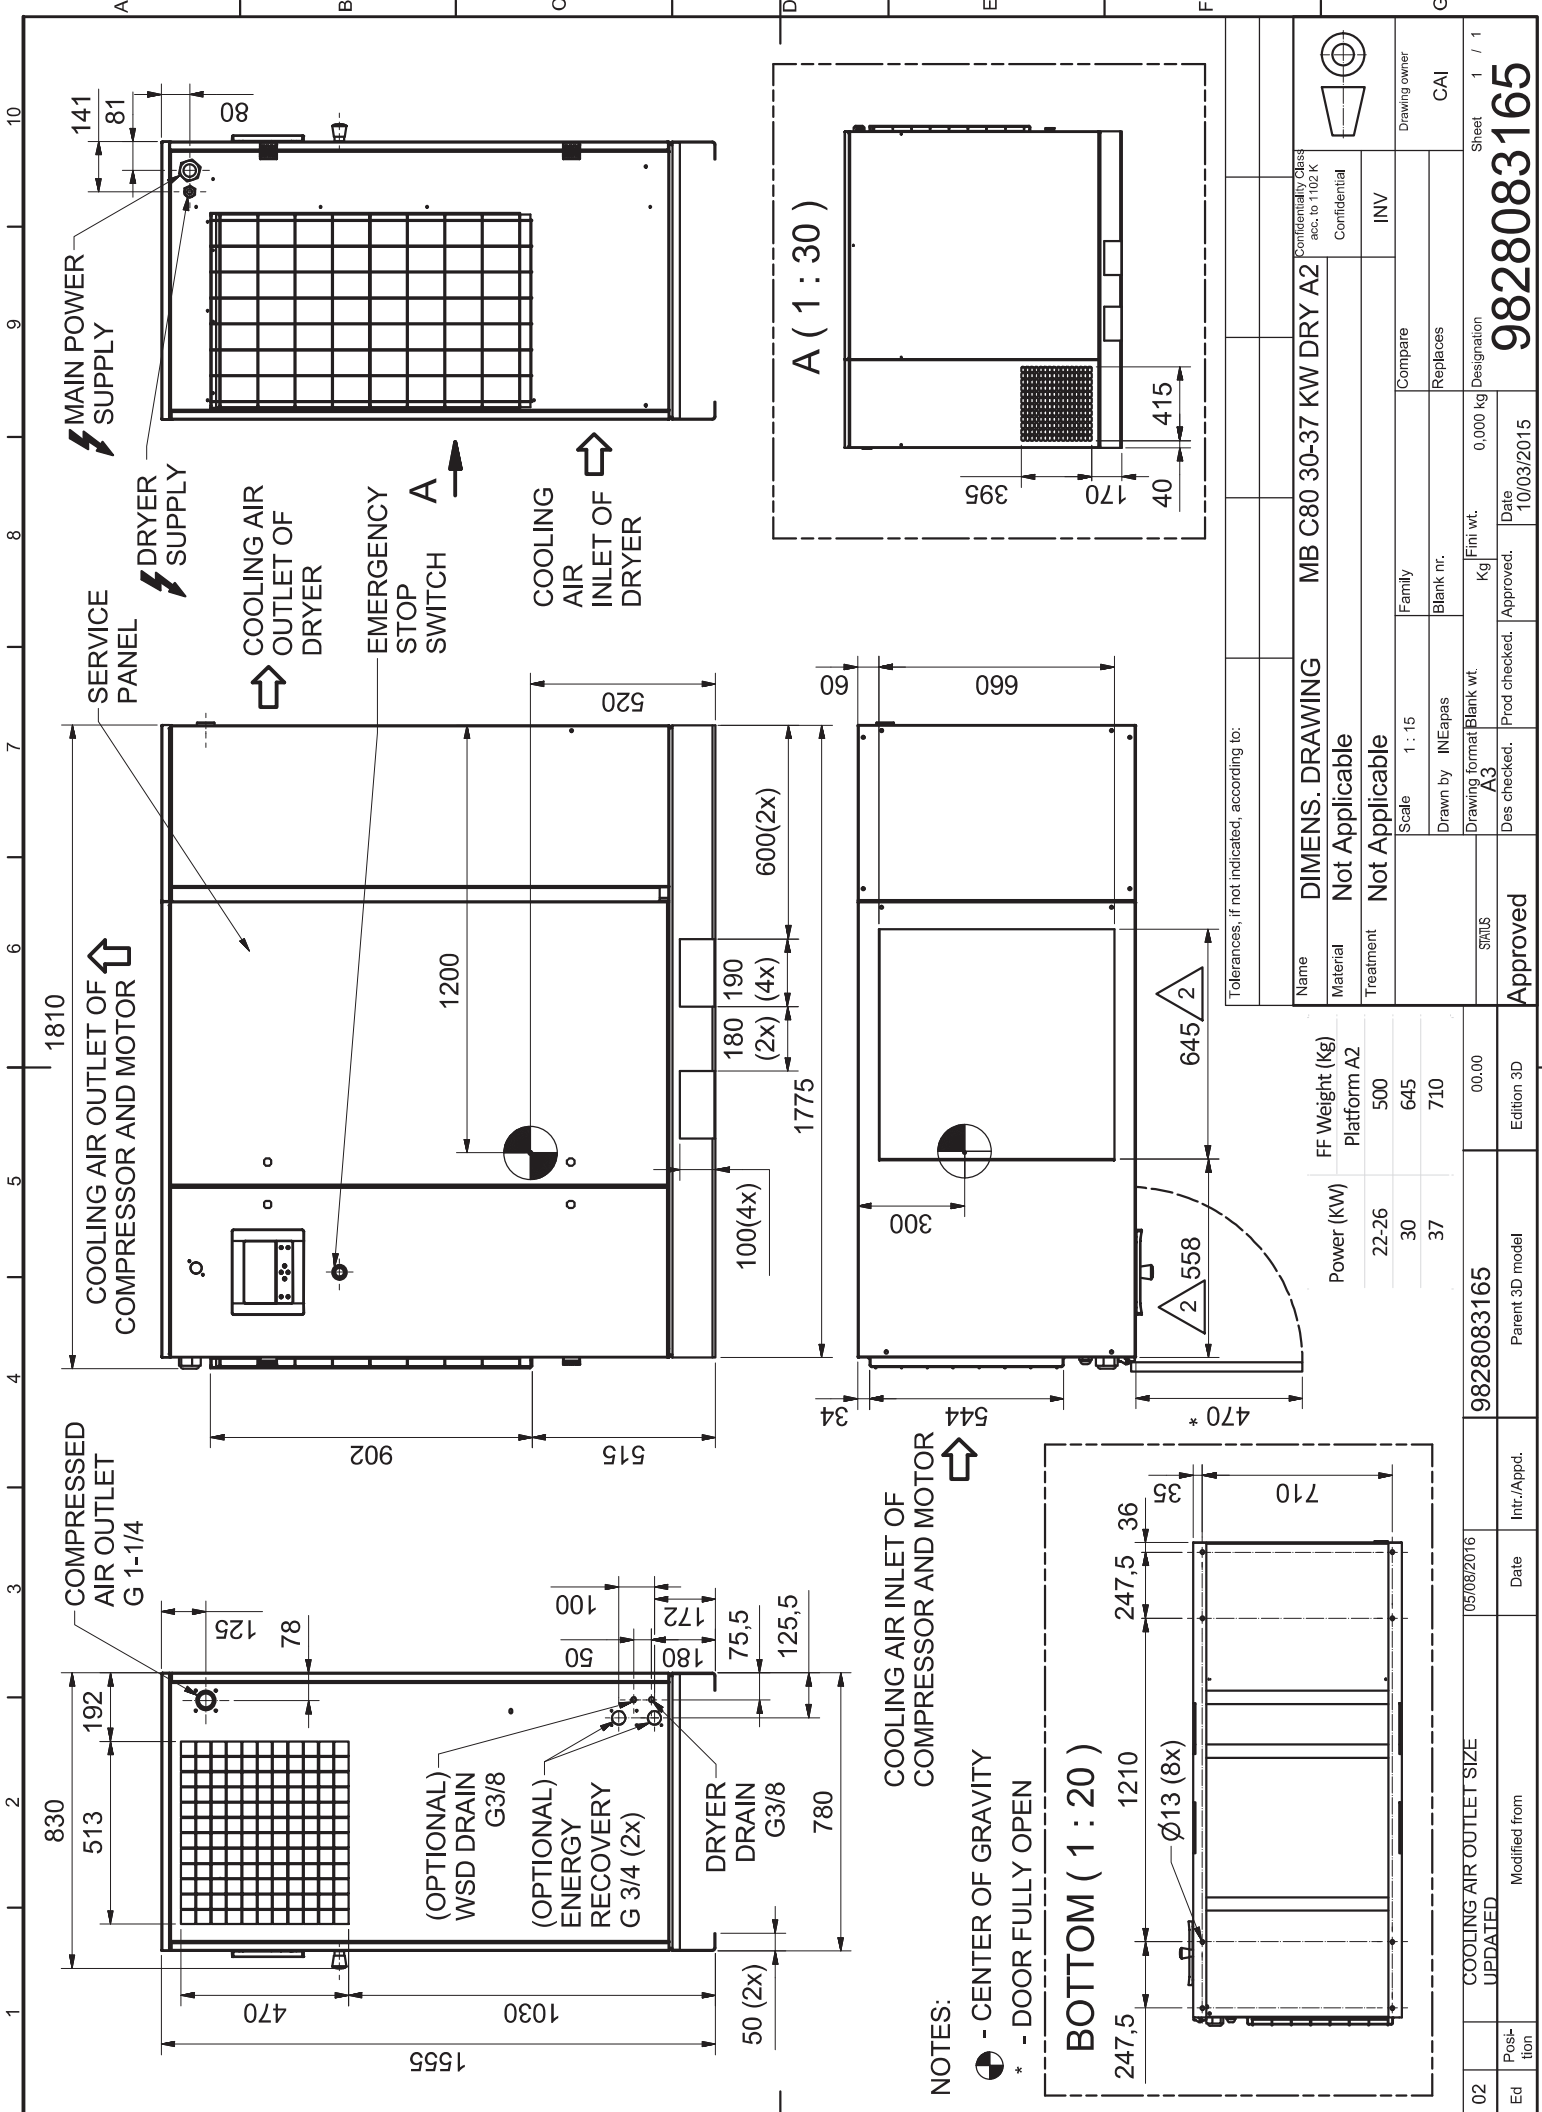 1
2
3
4
5
6
7
8
9
10
A
B
C
D
E
F
G
830
513
192
125
78
COMPRESSED
AIR OUTLET
G 1-1/4
470
1030
1555
(OPTIONAL)
WSD DRAIN
G3/8
(OPTIONAL)
ENERGY
RECOVERY
G 3/4 (2x)
DRYER
DRAIN
G3/8
50
100
180
172
75,5
125,5
780
50 (2x)
1810
COOLING AIR OUTLET OF
COMPRESSOR AND MOTOR
SERVICE
PANEL
902
515
1200
520
100(4x)
180
(2x)
190
(4x)
600(2x)
1775
COOLING AIR
OUTLET OF
DRYER
EMERGENCY
STOP
SWITCH
A
COOLING
AIR
INLET OF
DRYER
MAIN POWER
SUPPLY
DRYER
SUPPLY
141
81
80
A ( 1 : 30 )
395
170
40
415
COOLING AIR INLET OF
COMPRESSOR AND MOTOR
34
544
470 *
300
558
2
645
2
60
660
NOTES:
- CENTER OF GRAVITY
* - DOOR FULLY OPEN
BOTTOM ( 1 : 20 )
247,5
1210
247,5
36
Ø13 (8x)
35
710
Power (KW)
FF Weight (Kg)
Platform A2
22-26 500
30 645
37 710
Tolerances, if not indicated, according to:
Name
DIMENS. DRAWING
MB C80 30-37 KW DRY A2
Material
Not Applicable
Treatment
Not Applicable
Confidentiality Class
acc. to 1102 K
Confidential
INV
Scale
1 : 15
Family
Compare
Drawing owner
CAI
Drawn by
INEapas
Blank nr.
Replaces
STATUS
Approved
Drawing format
A3
Blank wt.
Kg
Fini wt.
0,000 kg
Designation
Sheet
1 / 1
9828083165
Des checked.
Prod checked.
Approved.
Date
10/03/2015
02
COOLING AIR OUTLET SIZE
UPDATED
05/08/2016
9828083165
00.00
Ed
Posi-
tion
Modified from
Date
Intr./Appd.
Parent 3D model
Edition 3D